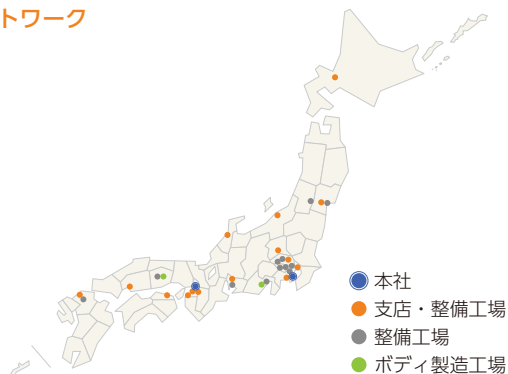 トワーク
本社
支店・整備工場
整備工場
ボディ製造工場